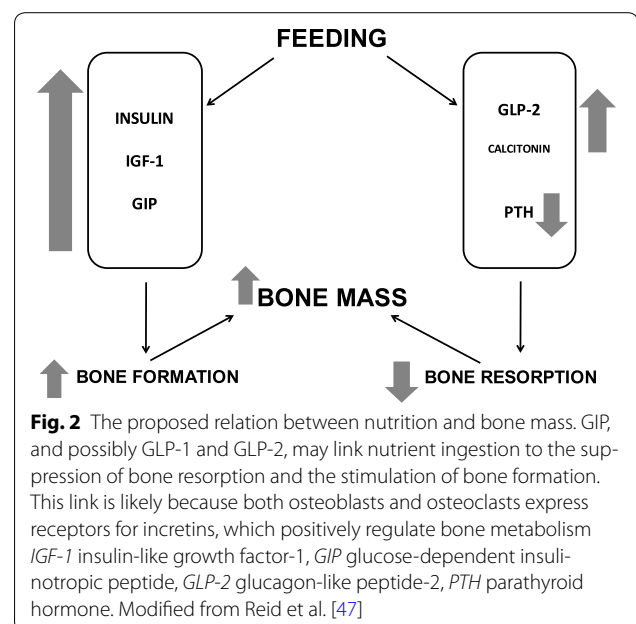 FEEDING
INSULIN
IGF-1
GIP
GLP-2
CALCITONIN
PTH
BONE MASS
BONE FORMATION
BONE RESORPTION
Fig. 2 The proposed relation between nutrition and bone mass. GIP,
and possibly GLP-1 and GLP-2, may link nutrient ingestion to the sup-
pression of bone resorption and the stimulation of bone formation.
This link is likely because both osteoblasts and osteoclasts express
receptors for incretins, which positively regulate bone metabolism
IGF-1 insulin-like growth factor-1, GIP glucose-dependent insuli-
notropic peptide, GLP-2 glucagon-like peptide-2, PTH parathyroid
hormone. Modified from Reid et al. [47]